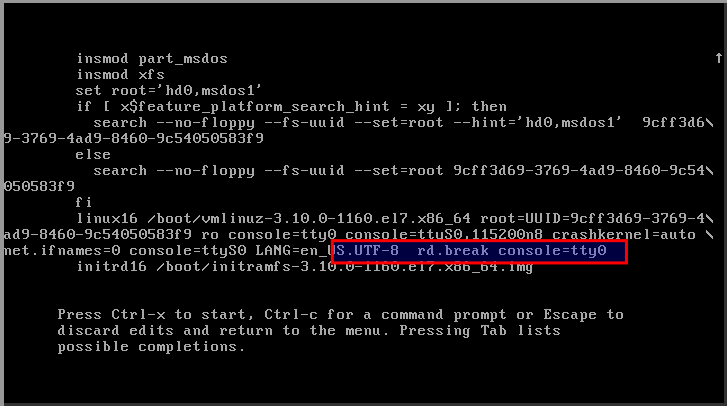 insmod part_msdos
insmod xfs
set root='hd0,msdos1'
if [ x$feature_platform_search_hint = xy ]; then
search --no-floppy --fs-uuid --set=root --hint='hd0,msdos1'  9cff3d6\
9-3769-4ad9-8460-9c54050583f9
else
search --no-floppy --fs-uuid --set=root 9cff3d69-3769-4ad9-8460-9c54\
050583f9
fi
linux16 /boot/vmlinuz-3.10.0-1160.el7.x86_64 root=UUID=9cff3d69-3769-4\
ad9-8460-9c54050583f9 ro console=tty0 console=ttyS0,115200n8 crashkernel=auto \
net.ifnames=0 console=ttyS0 LANG=en_US.UTF-8  rd.break console=tty0
initrd16 /boot/initramfs-3.10.0-1160.el7.x86_64.img
Press Ctrl-x to start, Ctrl-c for a command prompt or Escape to
discard edits and return to the menu. Pressing Tab lists
possible completions.